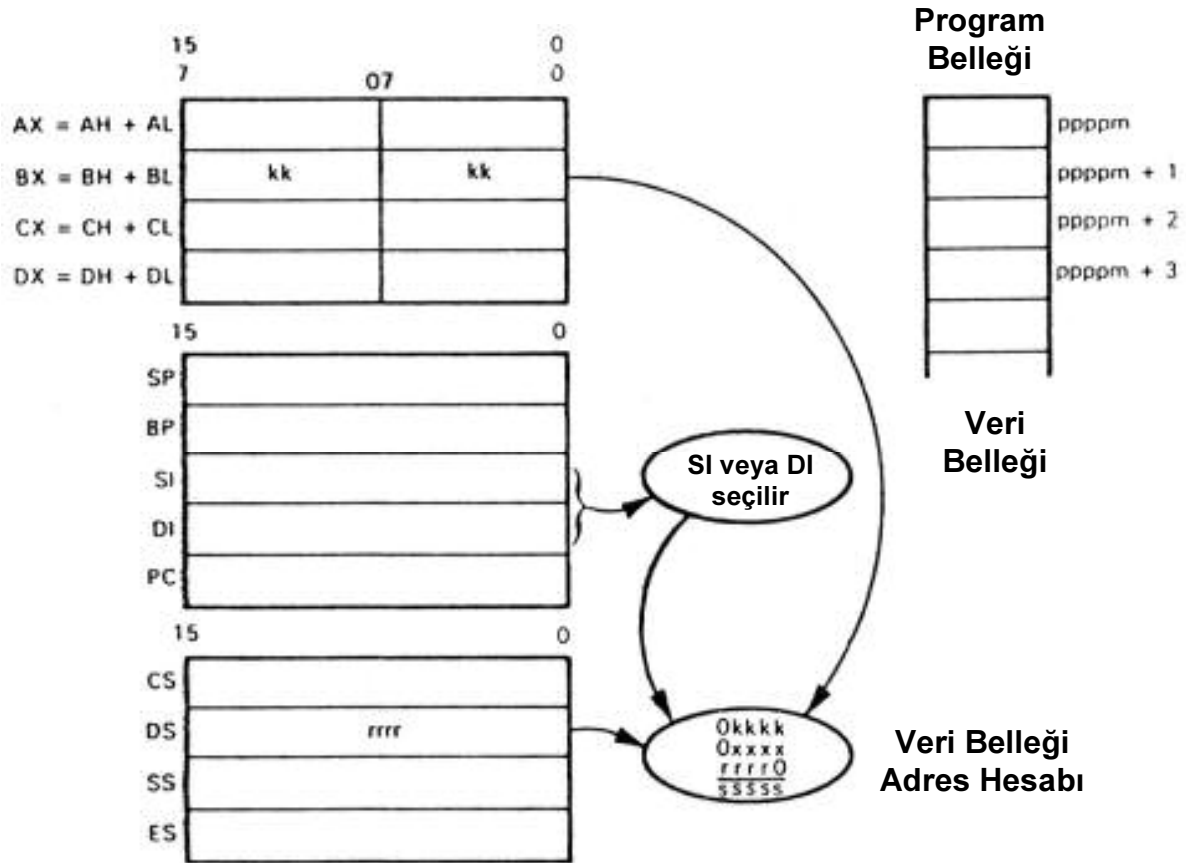 15 0
7 07 0
AX = AH + AL
BX = BH + BL kk kk
CX = CH + CL
DX = DH + DL
Program
Belleği
ppppm
ppppm + 1
ppppm + 2
ppppm + 3
Veri
Belleği
15 0
SP
BP
SI
DI
PC
SI veya DI
seçilir
15 0
CS
DS rrrr
SS
ES
0kkkk
0xxxx
rrrr0
sssss
Veri Belleği
Adres Hesabı